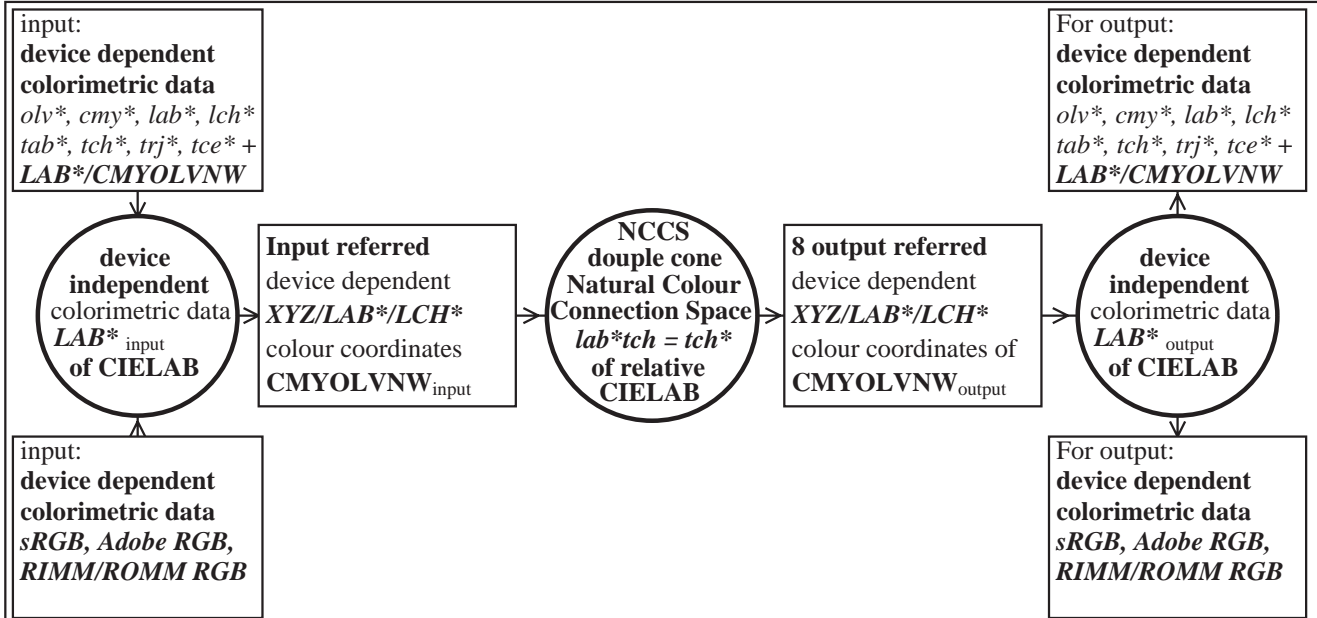 input:
device dependent
colorimetric data
olv*, cmy*, lab*, lch*
tab*, tch*, trj*, tce* +
LAB*/CMYOLVNW
device
independent
colorimetric data
LAB* input
of CIELAB
input:
device dependent
colorimetric data
sRGB, Adobe RGB,
RIMM/ROMM RGB
Input referred
device dependent
XYZ/LAB*/LCH*
colour coordinates
CMYOLVNWinput
NCCS
douple cone
Natural Colour
Connection Space
lab*tch = tch*
of relative
CIELAB
8 output referred
device dependent
XYZ/LAB*/LCH*
colour coordinates of
CMYOLVNWoutput
For output:
device dependent
colorimetric data
olv*, cmy*, lab*, lch*
tab*, tch*, trj*, tce* +
LAB*/CMYOLVNW
device
independent
colorimetric data
LAB* output
of CIELAB
For output:
device dependent
colorimetric data
sRGB, Adobe RGB,
RIMM/ROMM RGB